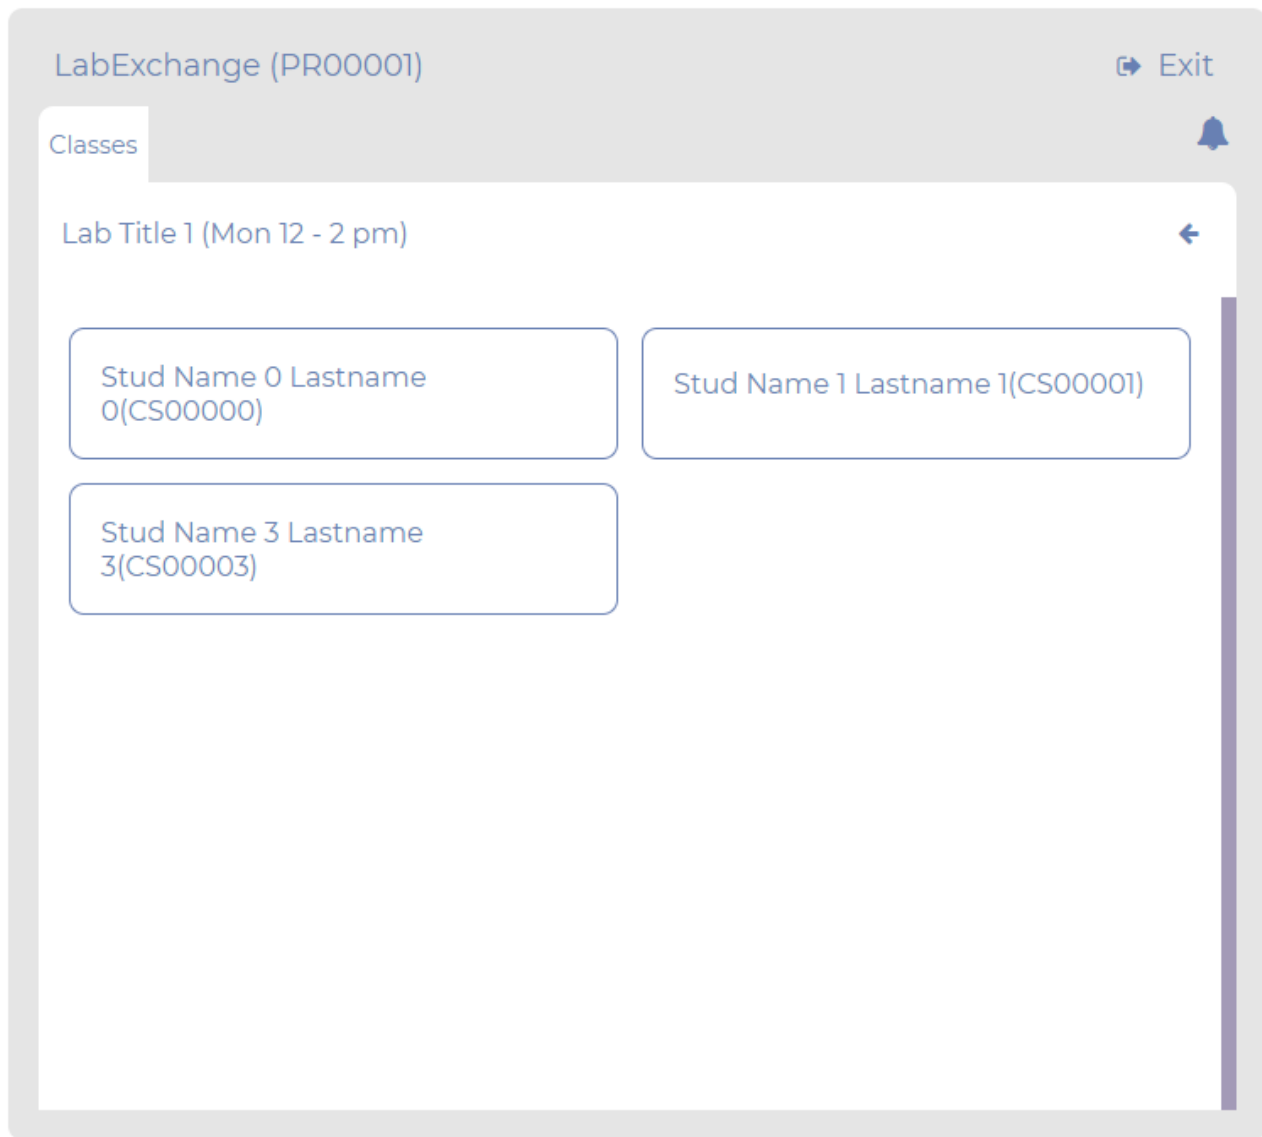 LabExchange (PR00001)
Exit
Classes
Lab Title 1 (Mon 12 - 2 pm)
Stud Name 0 Lastname
0(CS00000)
Stud Name 1 Lastname 1(CS00001)
Stud Name 3 Lastname
3(CS00003)